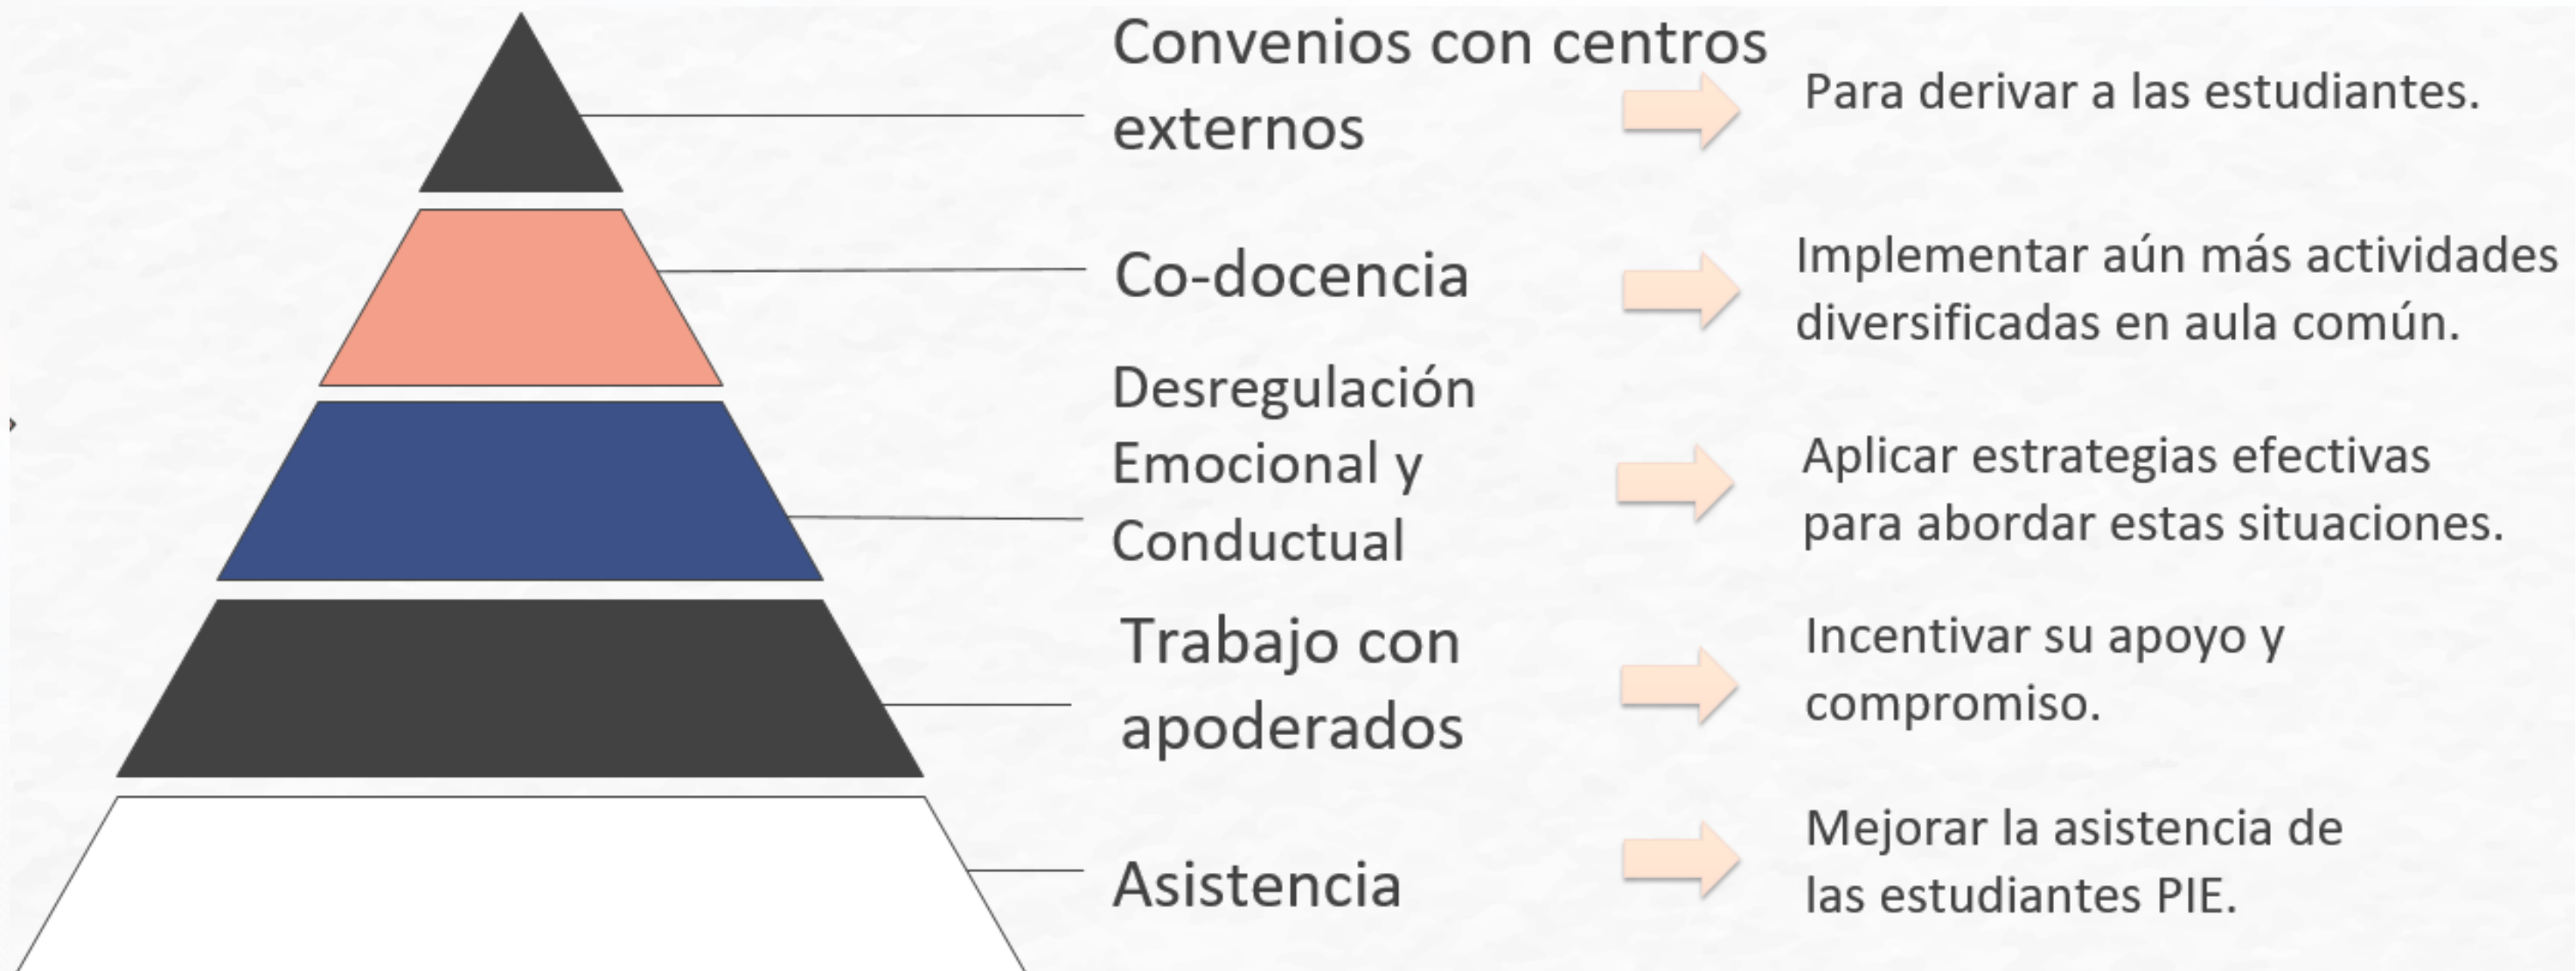 Convenios con centros
externos
Para derivar a las estudiantes.
Co-docencia
Implementar aún más actividades
diversificadas en aula común.
Desregulación
Emocional y
Conductual
Aplicar estrategias efectivas
para abordar estas situaciones.
Trabajo con
apoderados
Incentivar su apoyo y
compromiso.
Asistencia
Mejorar la asistencia de
las estudiantes PIE.